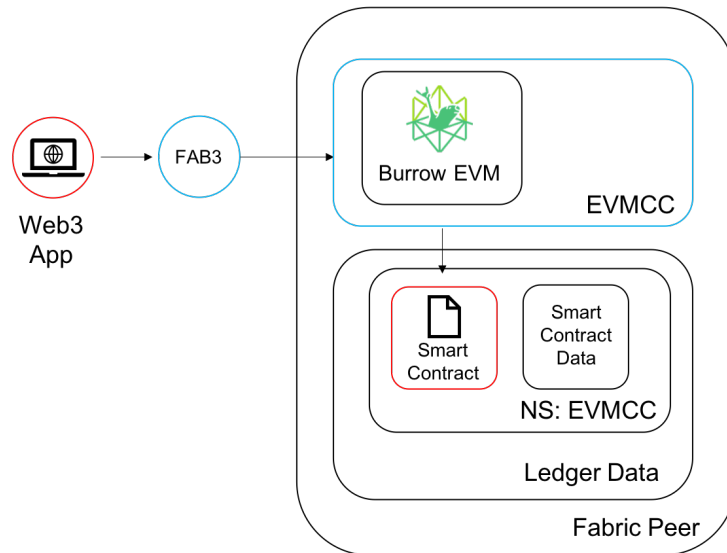 Web3
App
FAB3
Burrow EVM
EVMCC
Smart
Contract
Smart
Contract
Data
NS: EVMCC
Ledger Data
Fabric Peer